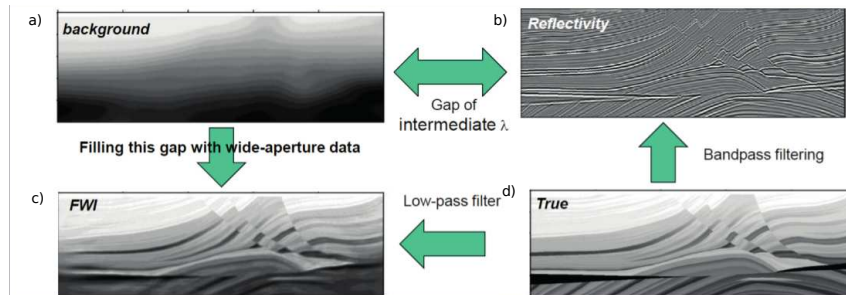 a)
background
b)
Reflectivity
Gap of
intermediate λ
Filling this gap with wide-aperture data
Bandpass filtering
c)
FWI
Low-pass filter
d)
True